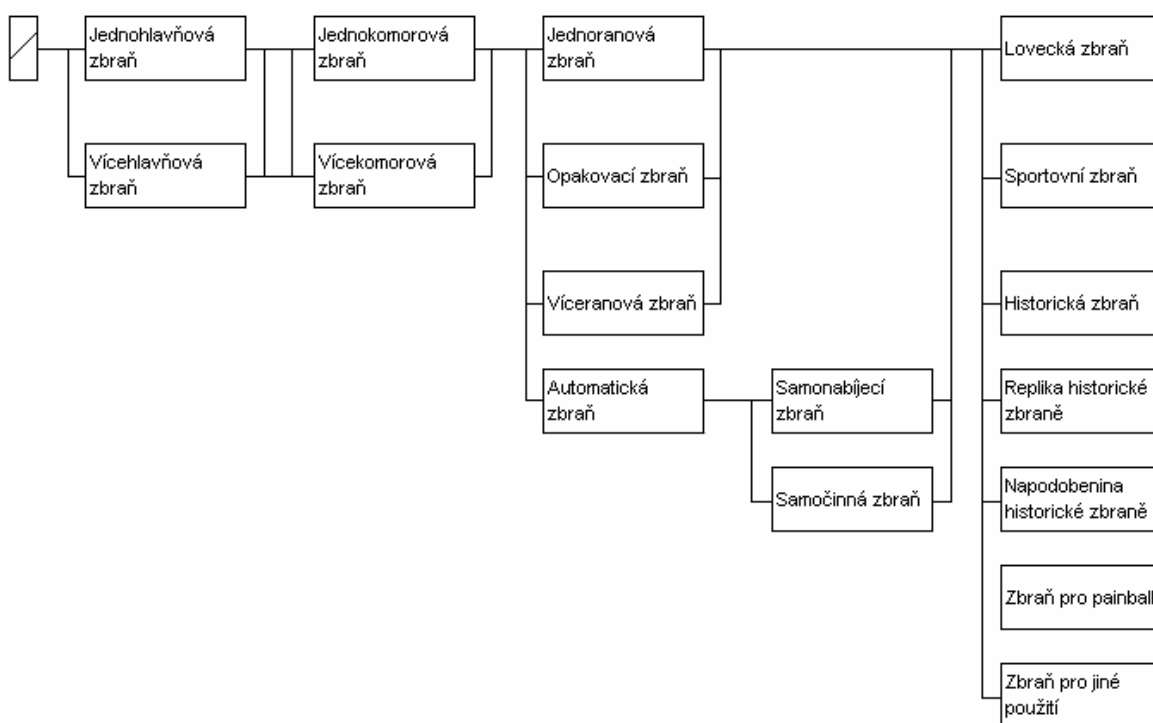 Jednohlavňová
zbraň
Vícehlavňová
zbraň
Jednokomorová
zbraň
Vícekomorová
zbraň
Jednoranová
zbraň
Opakovací zbraň
Víceranová zbraň
Automatická
zbraň
Samonabíjecí
zbraň
Samočinná zbraň
Lovecká zbraň
Sportovní zbraň
Historická zbraň
Replika historické
zbraně
Napodobenina
historické zbraně
Zbraň pro painball
Zbraň pro jiné
použití